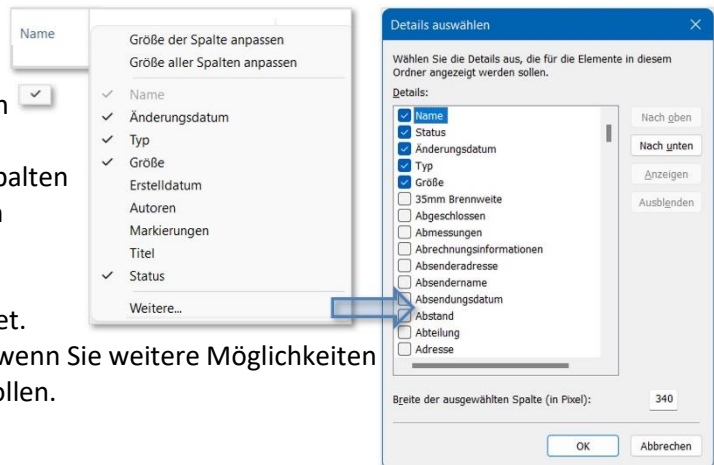 Name
Größe der Spalte anpassen
Größe aller Spalten anpassen
Name
Änderungsdatum
Typ
Größe
Erstelldatum
Autoren
Markierungen
Titel
Status
Weitere...
palten
et.
wenn Sie weitere Möglichkeiten
ollen.
Details auswählen
Wählen Sie die Details aus, die für die Elemente in diesem
Ordner angezeigt werden sollen.
Details:
Name
Status
Änderungsdatum
Typ
Größe
35mm Brennweite
Abgeschlossen
Abmessungen
Abrechnungsinformationen
Absenderadresse
Absendername
Absendungsdatum
Abstand
Abteilung
Adresse
Nach oben
Nach unten
Anzeigen
Ausblenden
Breite der ausgewählten Spalte (in Pixel): 340
OK Abbrechen